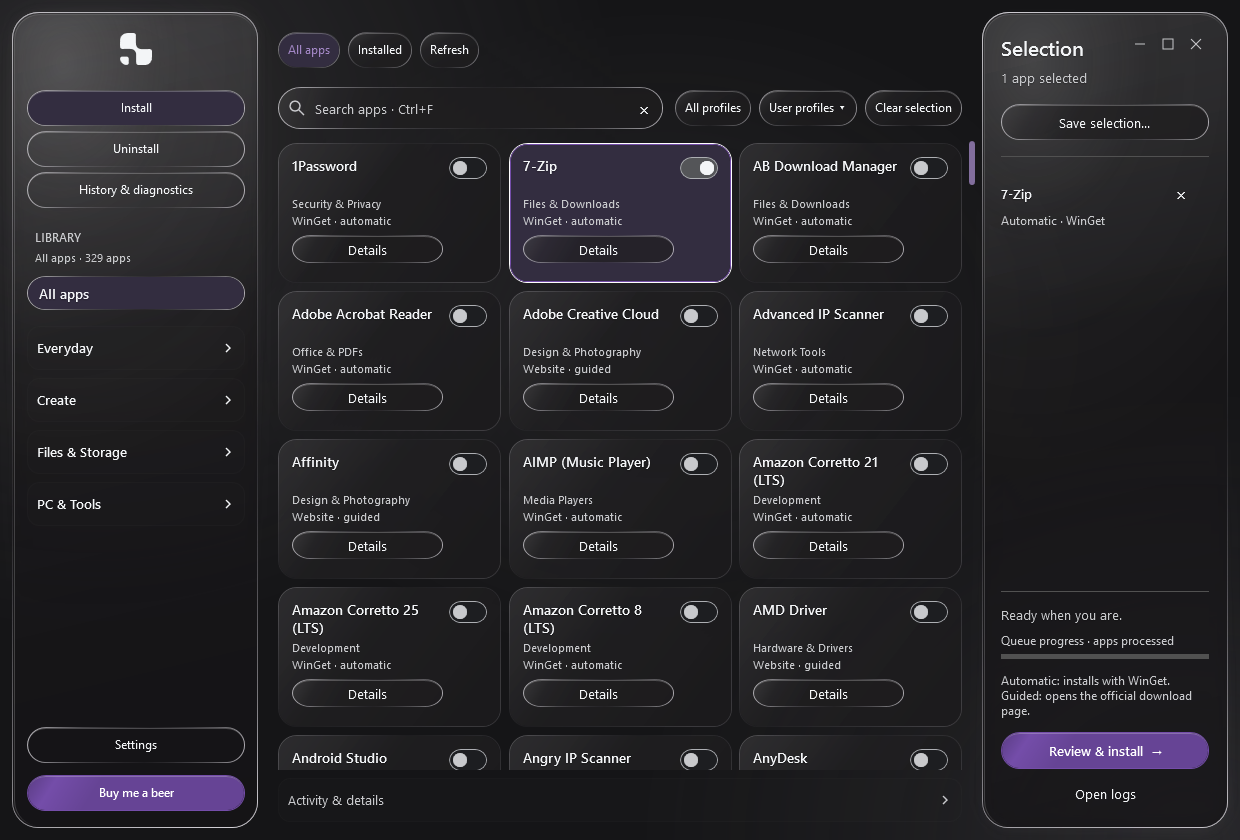 Install
Uninstall
History & diagnostics
LIBRARY
All apps · 329 apps
All apps
Everyday
Create
Files & Storage
PC & Tools
Settings
Buy me a beer
All apps
Installed
Refresh
Search apps · Ctrl+F
All profiles
User profiles
Clear selection
1Password
Security & Privacy
WinGet · automatic
Details
7-Zip
Files & Downloads
WinGet · automatic
Details
AB Download Manager
Files & Downloads
WinGet · automatic
Details
Adobe Acrobat Reader
Office & PDFs
WinGet · automatic
Details
Adobe Creative Cloud
Design & Photography
Website · guided
Details
Advanced IP Scanner
Network Tools
WinGet · automatic
Details
Affinity
Design & Photography
Website · guided
Details
AIMP (Music Player)
Media Players
WinGet · automatic
Details
Amazon Corretto 21
(LTS)
Development
WinGet · automatic
Details
Amazon Corretto 25
(LTS)
Development
WinGet · automatic
Details
Amazon Corretto 8
(LTS)
Development
WinGet · automatic
Details
AMD Driver
Hardware & Drivers
Website · guided
Details
Android Studio
Angry IP Scanner
AnyDesk
Activity & details
Selection
1 app selected
Save selection...
7-Zip
Automatic · WinGet
Ready when you are.
Queue progress · apps processed
Automatic: installs with WinGet.
Guided: opens the official download
page.
Review & install →
Open logs